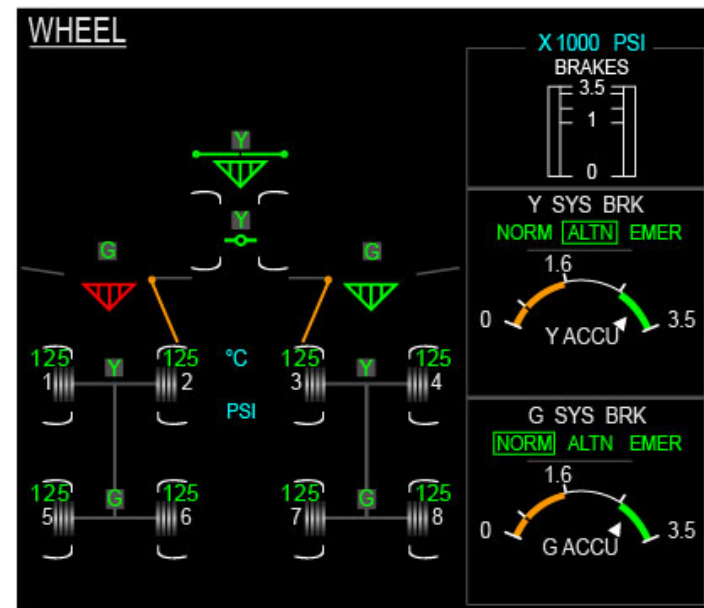 WHEEL
X 1000 PSI
BRAKES
3.5
1
0
Y
Y
G
G
Y SYS BRK
NORM ALTN EMER
1.6
0 3.5
Y ACCU
125 Y 125 °C 125 Y 125
1 2 3 4
PSI
G SYS BRK
NORM ALTN EMER
1.6
0 3.5
G ACCU
125 G 125 125 G 125
5 6 7 8